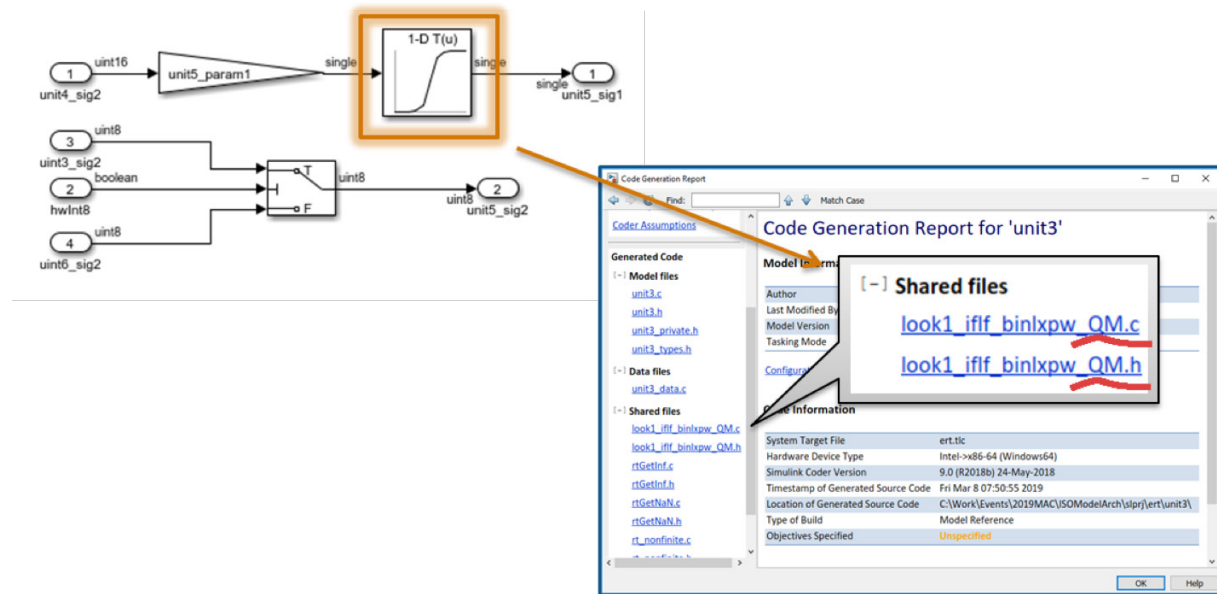 1-D T(u)
uint16
single
single
1
unit5_param1
1
unit4_sig2
single
unit5_sig1
uint8
3
uint3_sig2
boolean
T
uint8
2
2
hwInt8
uint8
unit5_sig2
F
uint8
4
uint6_sig2
Code Generation Report
Find:
Match Case
Coder Assumptions
Code Generation Report for 'unit3'
Generated Code
[-] Model files
unit3.c
unit3.h
unit3_private.h
unit3_types.h
[-] Data files
unit3_data.c
[-] Shared files
look1_iflf_binlxpw_QM.c
look1_iflf_binlxpw_QM.h
rtGetInf.c
rtGetInf.h
rtGetNaN.c
rtGetNaN.h
rt_nonfinite.c
Author
Last Modified By
Model Version
Tasking Mode
[-] Shared files
look1_iflf_binlxpw_QM.c
look1_iflf_binlxpw_QM.h
Information
System Target File ert.tlc
Hardware Device Type Intel->x86-64 (Windows64)
Simulink Coder Version 9.0 (R2018b) 24-May-2018
Timestamp of Generated Source Code Fri Mar 8 07:50:55 2019
Location of Generated Source Code C:\Work\Events\2019MAC\ISOModelArch\slprj\ert\unit3\
Type of Build Model Reference
Objectives Specified Unspecified
OK Help